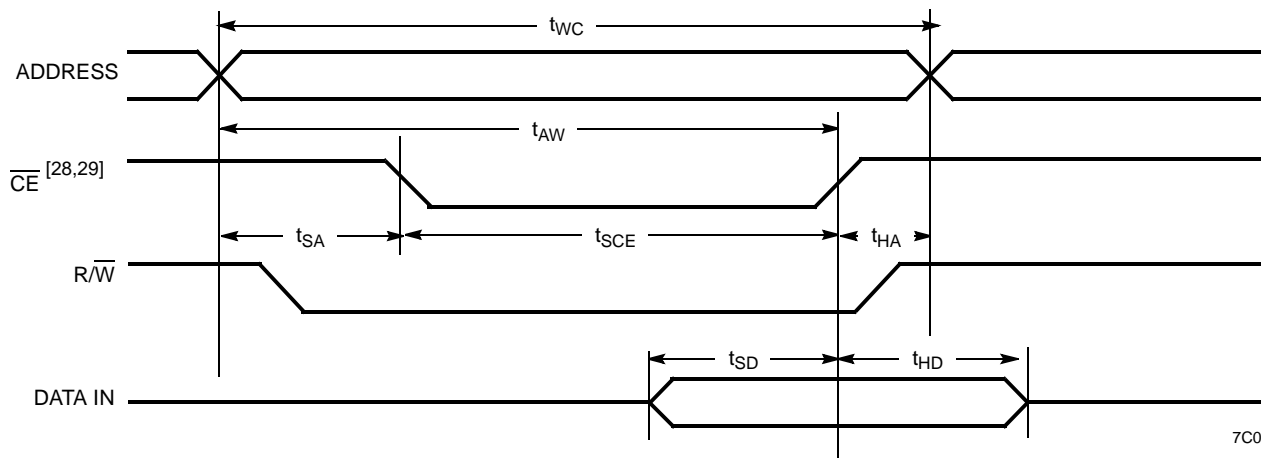 tWC
ADDRESS
tAW
CE [28,29]
tSA
tSCE
tHA
R/W
tSD
tHD
DATA IN
7C0